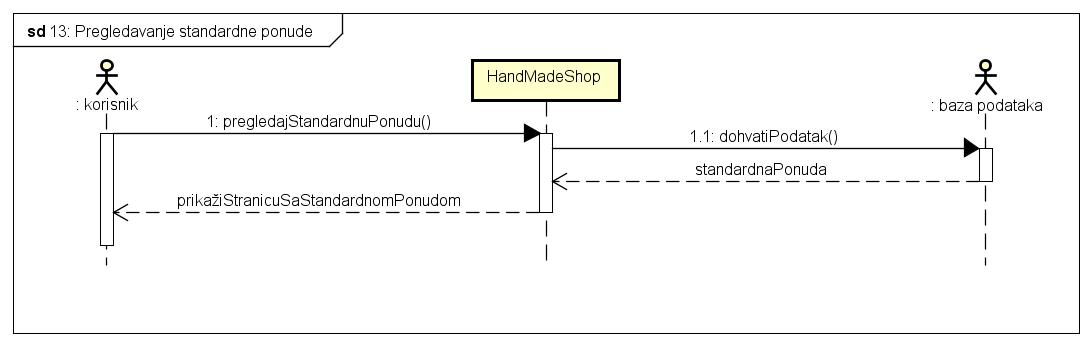 sd 13: Pregledavanje standardne ponude
: korisnik
HandMadeShop
: baza podataka
1: pregledajStandardnuPonudu()
1.1: dohvatiPodatak()
standardnaPonuda
prikažiStranicuSaStandardnomPonudom